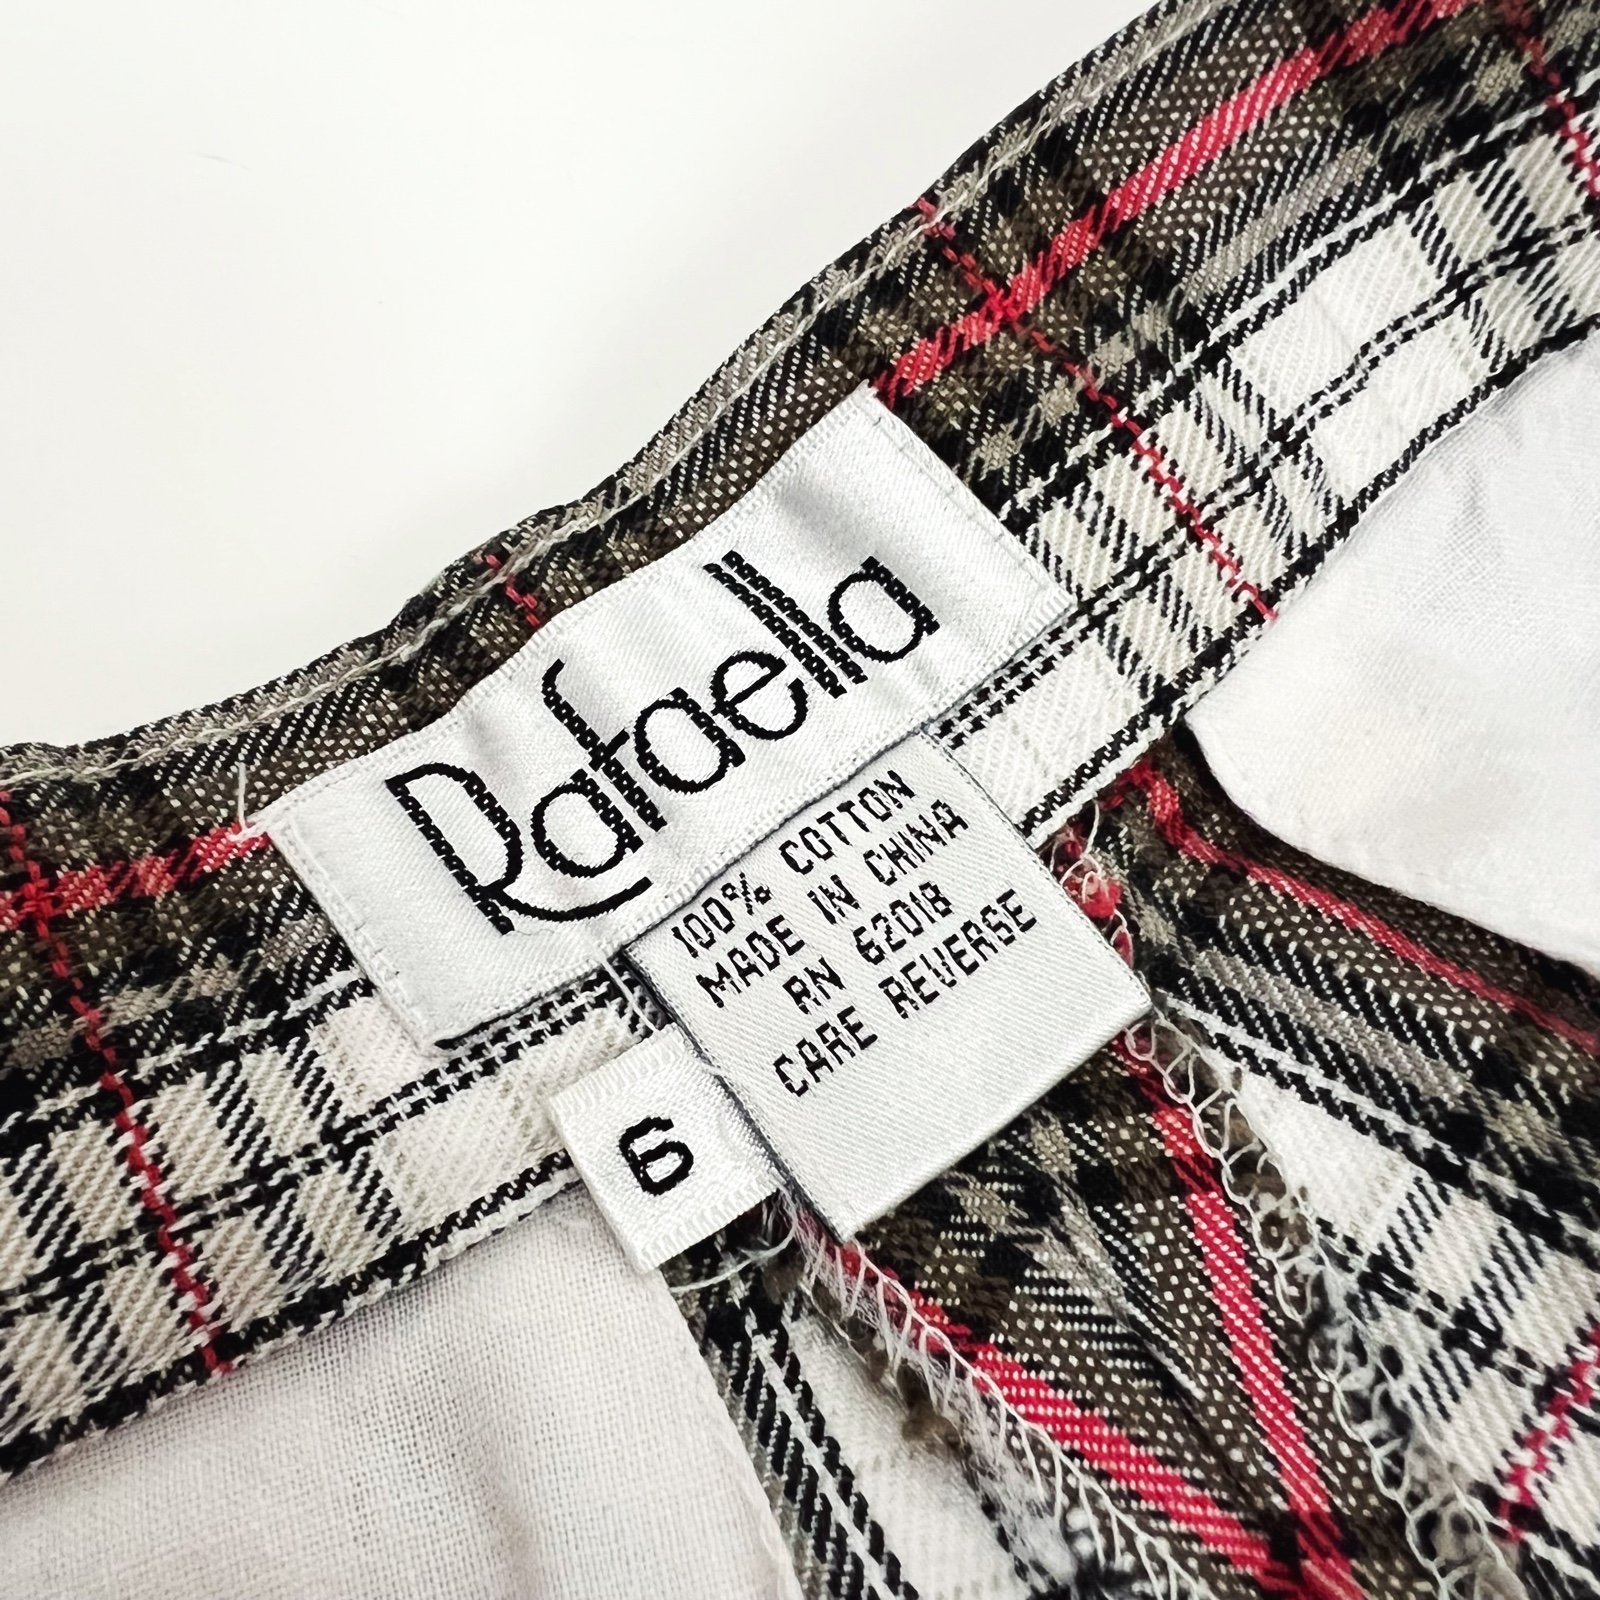 Rafaella
100% COTTON
MADE IN CHINA
RN 62018
CARE REVERSE
6